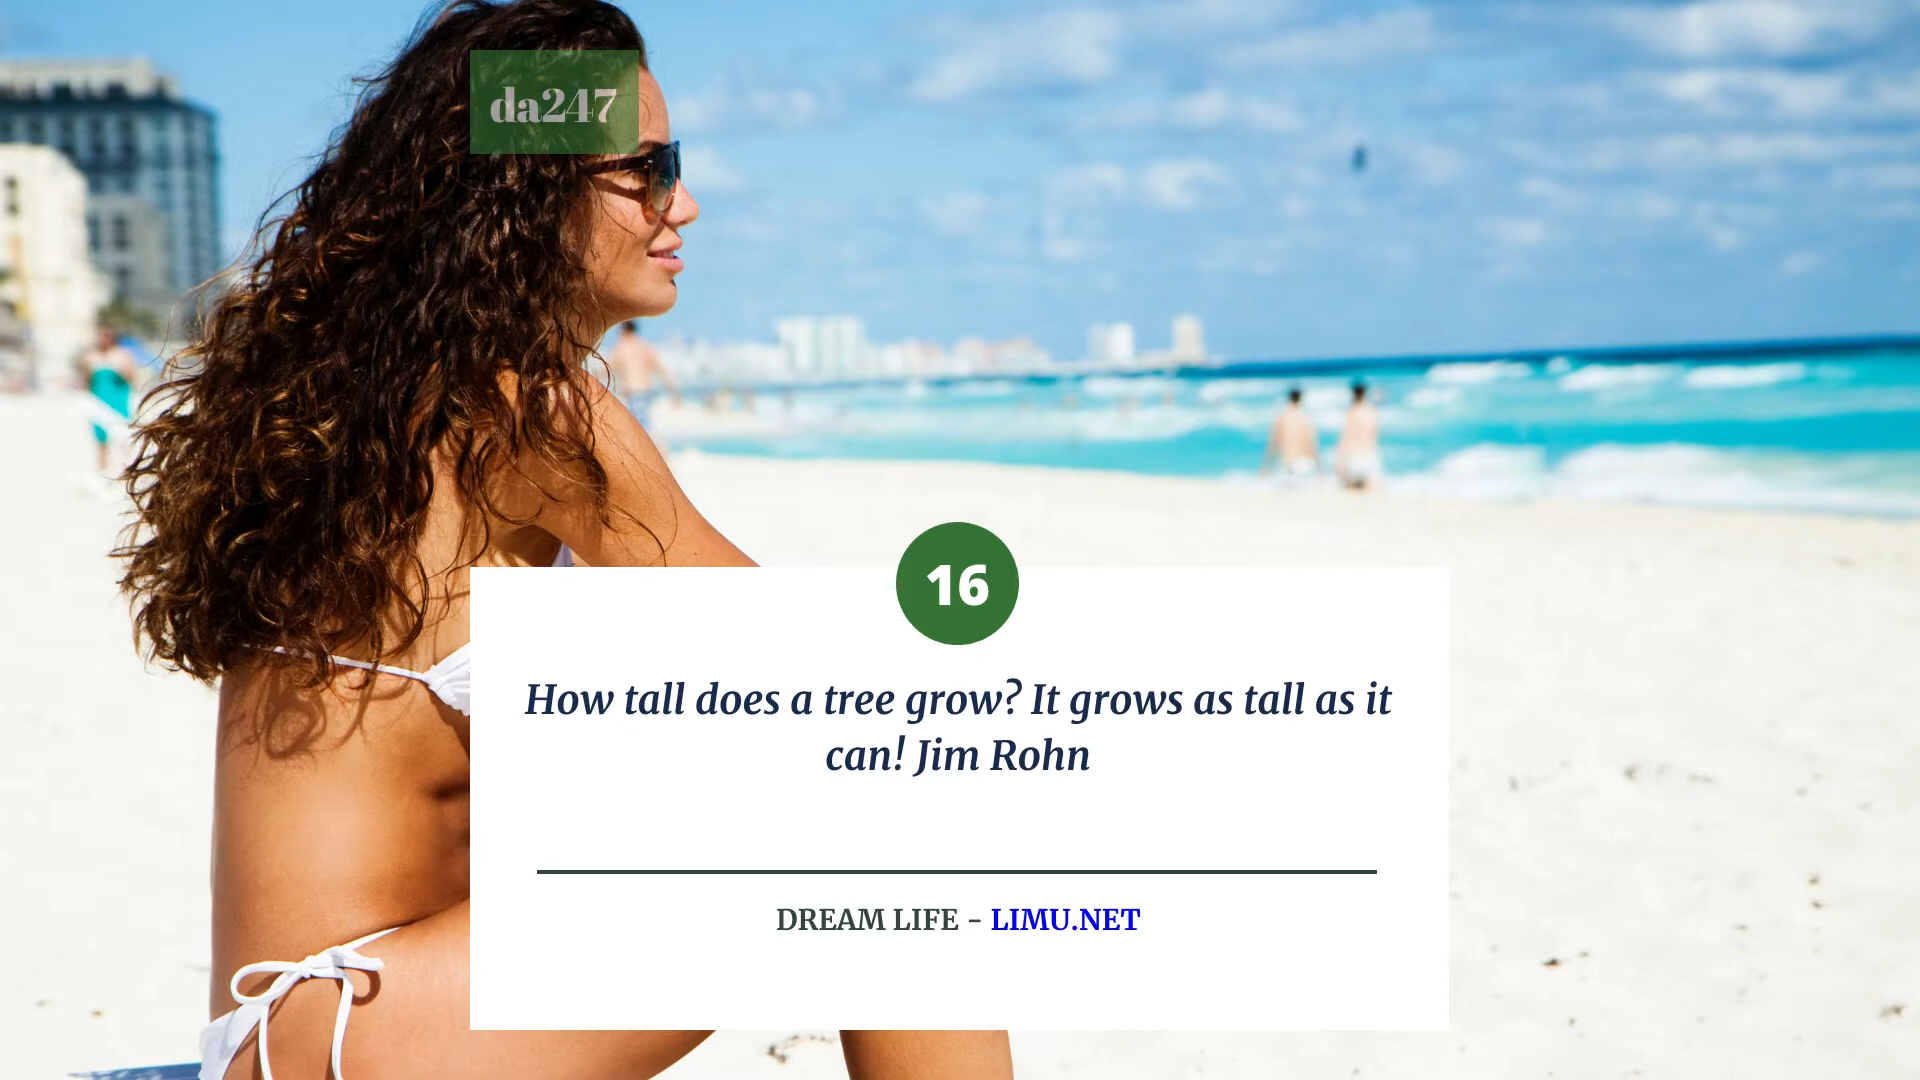 da247
16
How tall does a tree grow? It grows as tall as it
can! Jim Rohn
DREAM LIFE - LIMU.NET